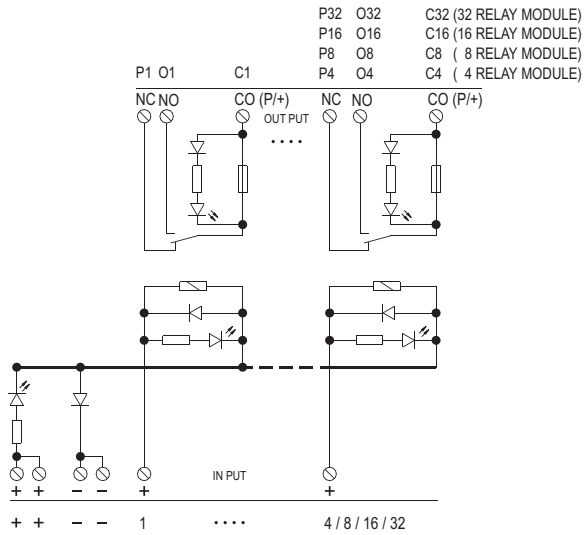 P32 O32 C32 (32 RELAY MODULE)
P16 O16 C16 (16 RELAY MODULE)
P8 O8 C8 ( 8 RELAY MODULE)
P1 O1 C1 P4 O4 C4 ( 4 RELAY MODULE)
NC NO CO (P/+) NC NO CO (P/+)
OUT PUT
• • • •
IN PUT
+ + – – + +
+ + – – 1 • • • • 4 / 8 / 16 / 32